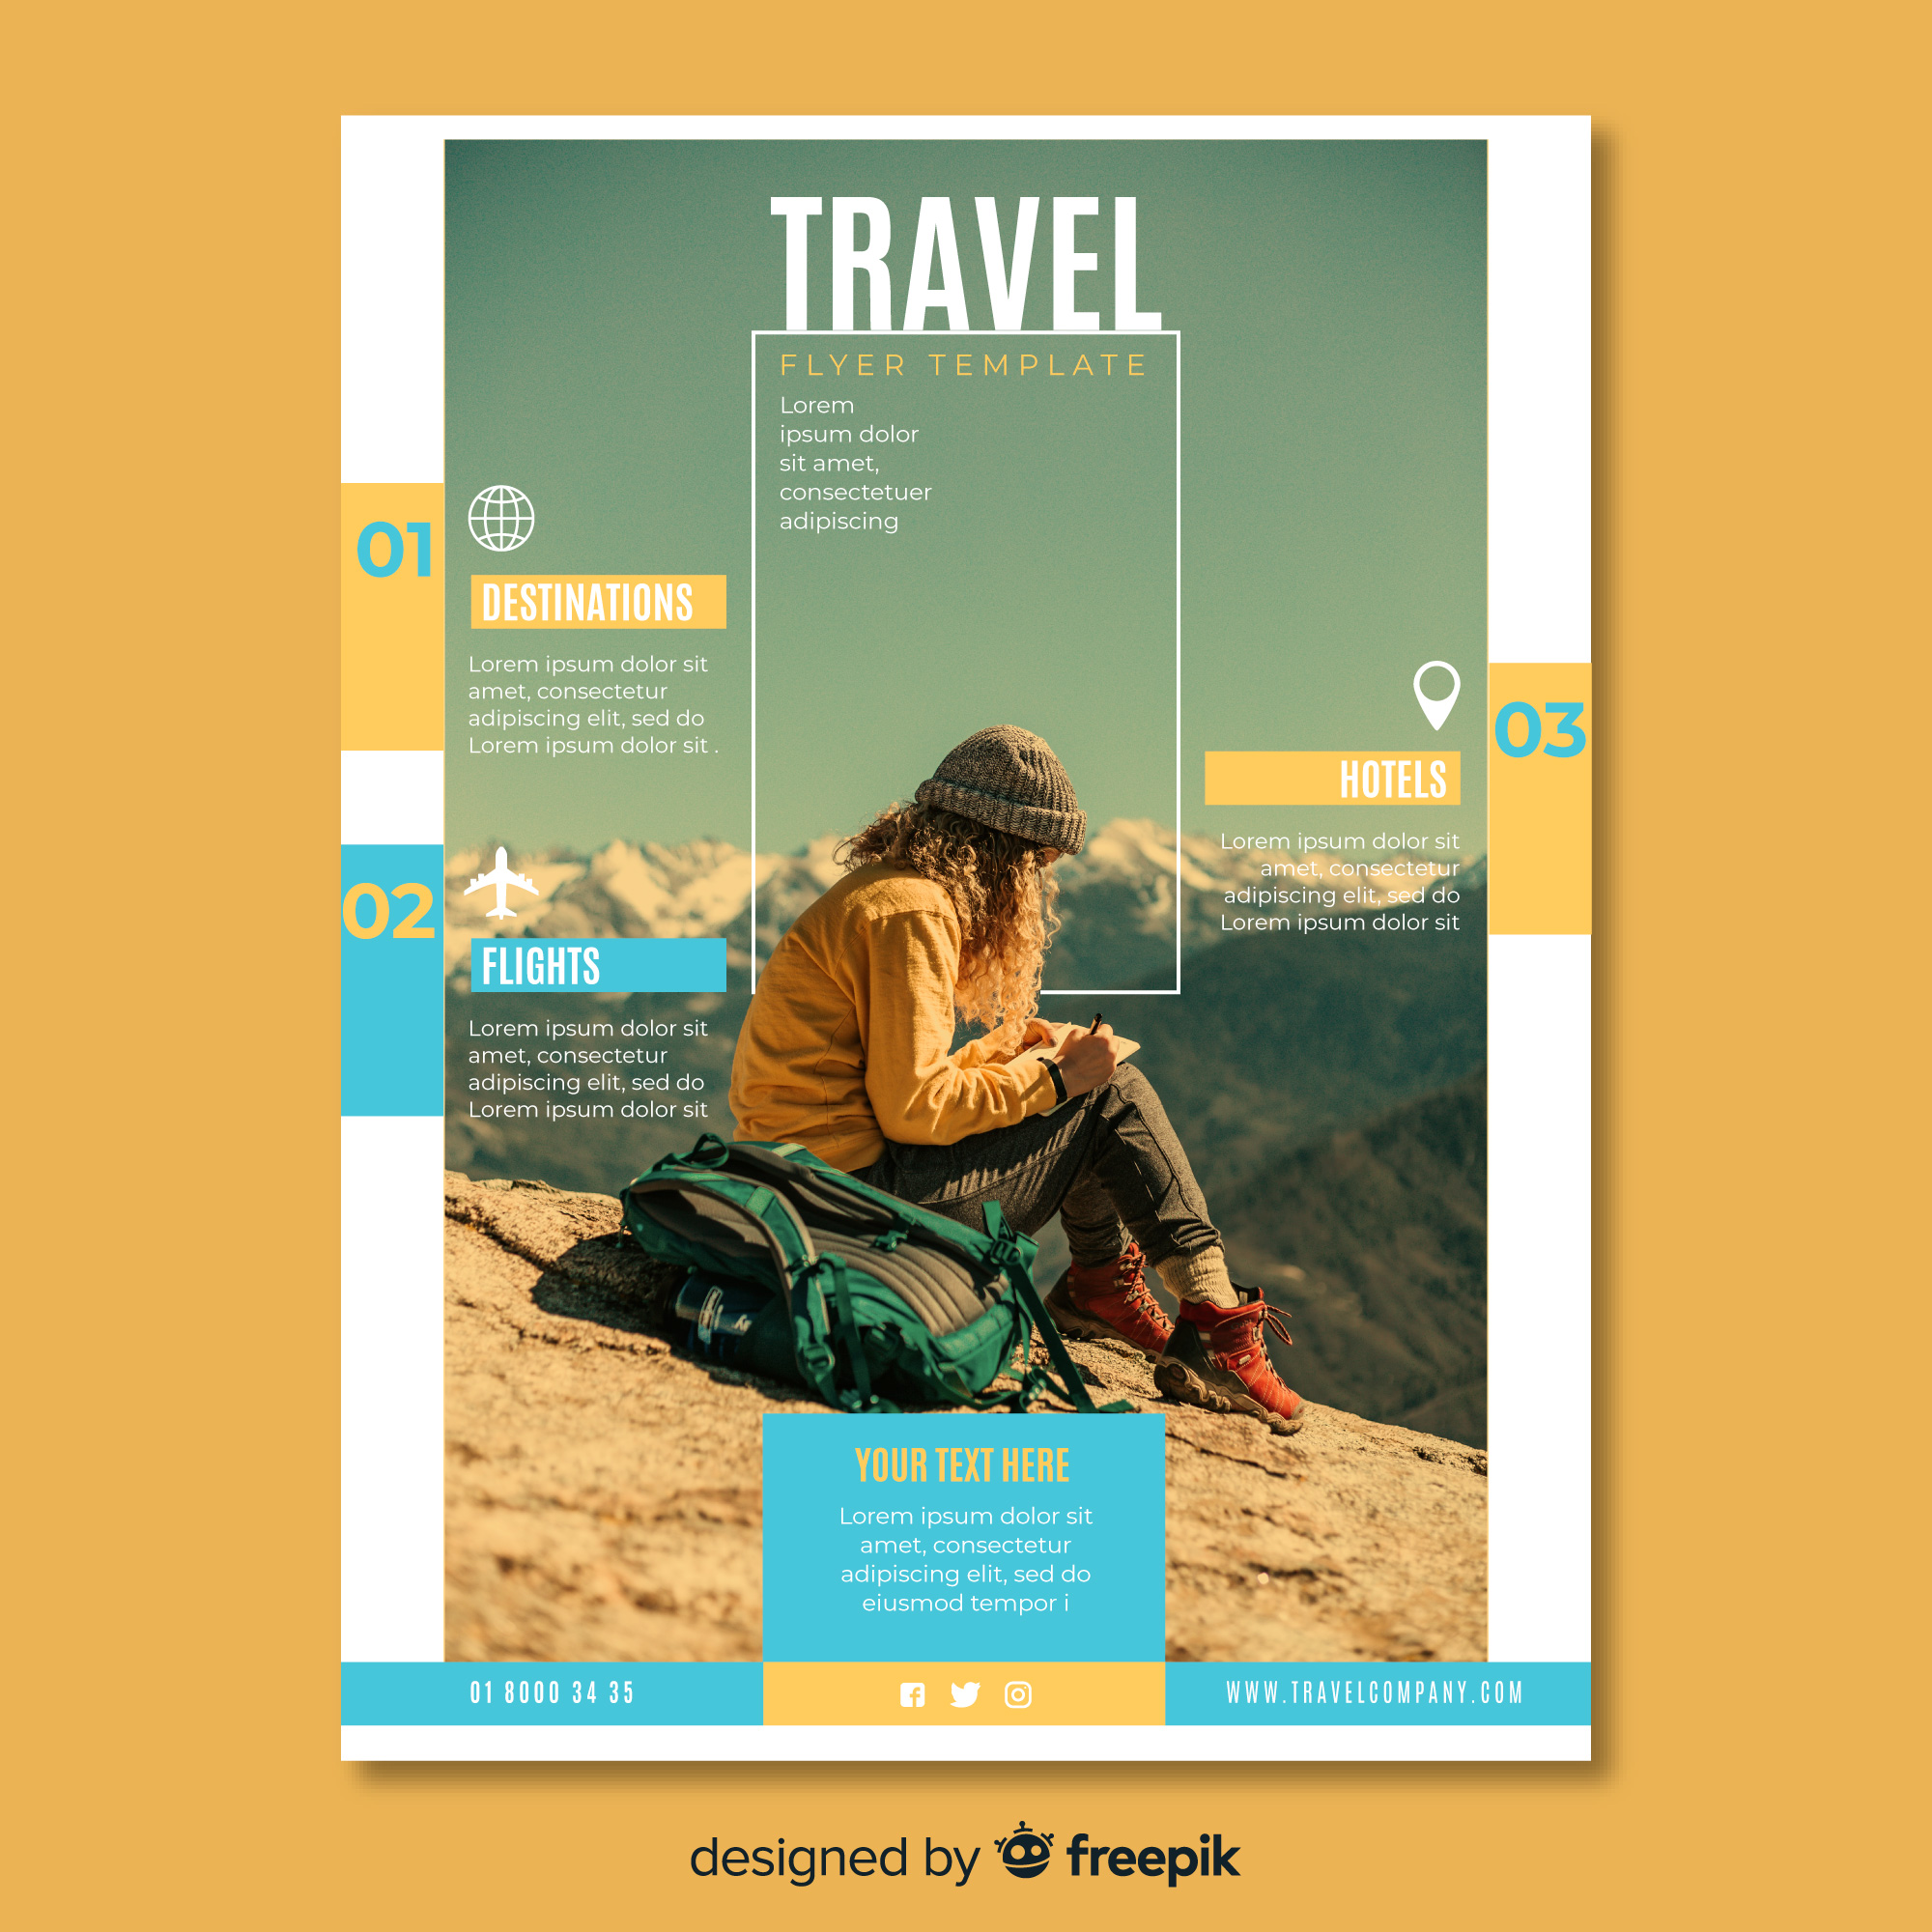 TRAVEL
FLYER TEMPLATE
Lorem
ipsum dolor
sit amet,
consectetuer
adipiscing
01
DESTINATIONS
Lorem ipsum dolor sit
amet, consectetur
adipiscing elit, sed do
Lorem ipsum dolor sit .
02
FLIGHTS
Lorem ipsum dolor sit
amet, consectetur
adipiscing elit, sed do
Lorem ipsum dolor sit
03
HOTELS
Lorem ipsum dolor sit
amet, consectetur
adipiscing elit, sed do
Lorem ipsum dolor sit
YOUR TEXT HERE
Lorem ipsum dolor sit
amet, consectetur
adipiscing elit, sed do
eiusmod tempor i
01 8000 34 35
WWW.TRAVELCOMPANY.COM
designed by freepik